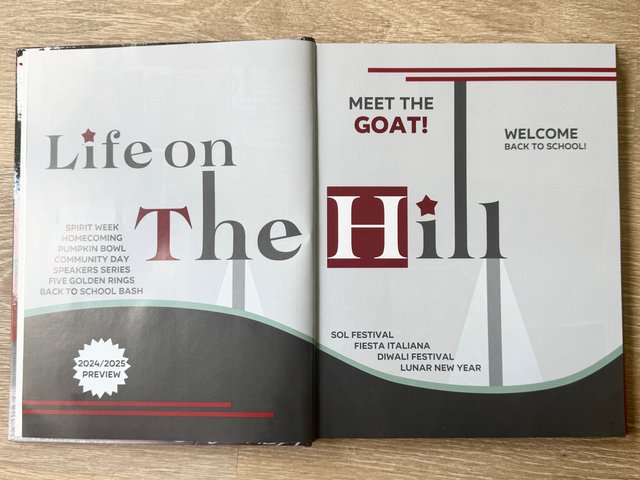 Life on
The Hill
SPIRIT WEEK
HOMECOMING
PUMPKIN BOWL
COMMUNITY DAY
SPEAKERS SERIES
FIVE GOLDEN RINGS
BACK TO SCHOOL BASH
2024/2025
PREVIEW
MEET THE
GOAT!
WELCOME
BACK TO SCHOOL!
SOL FESTIVAL
FIESTA ITALIANA
DIWALI FESTIVAL
LUNAR NEW YEAR